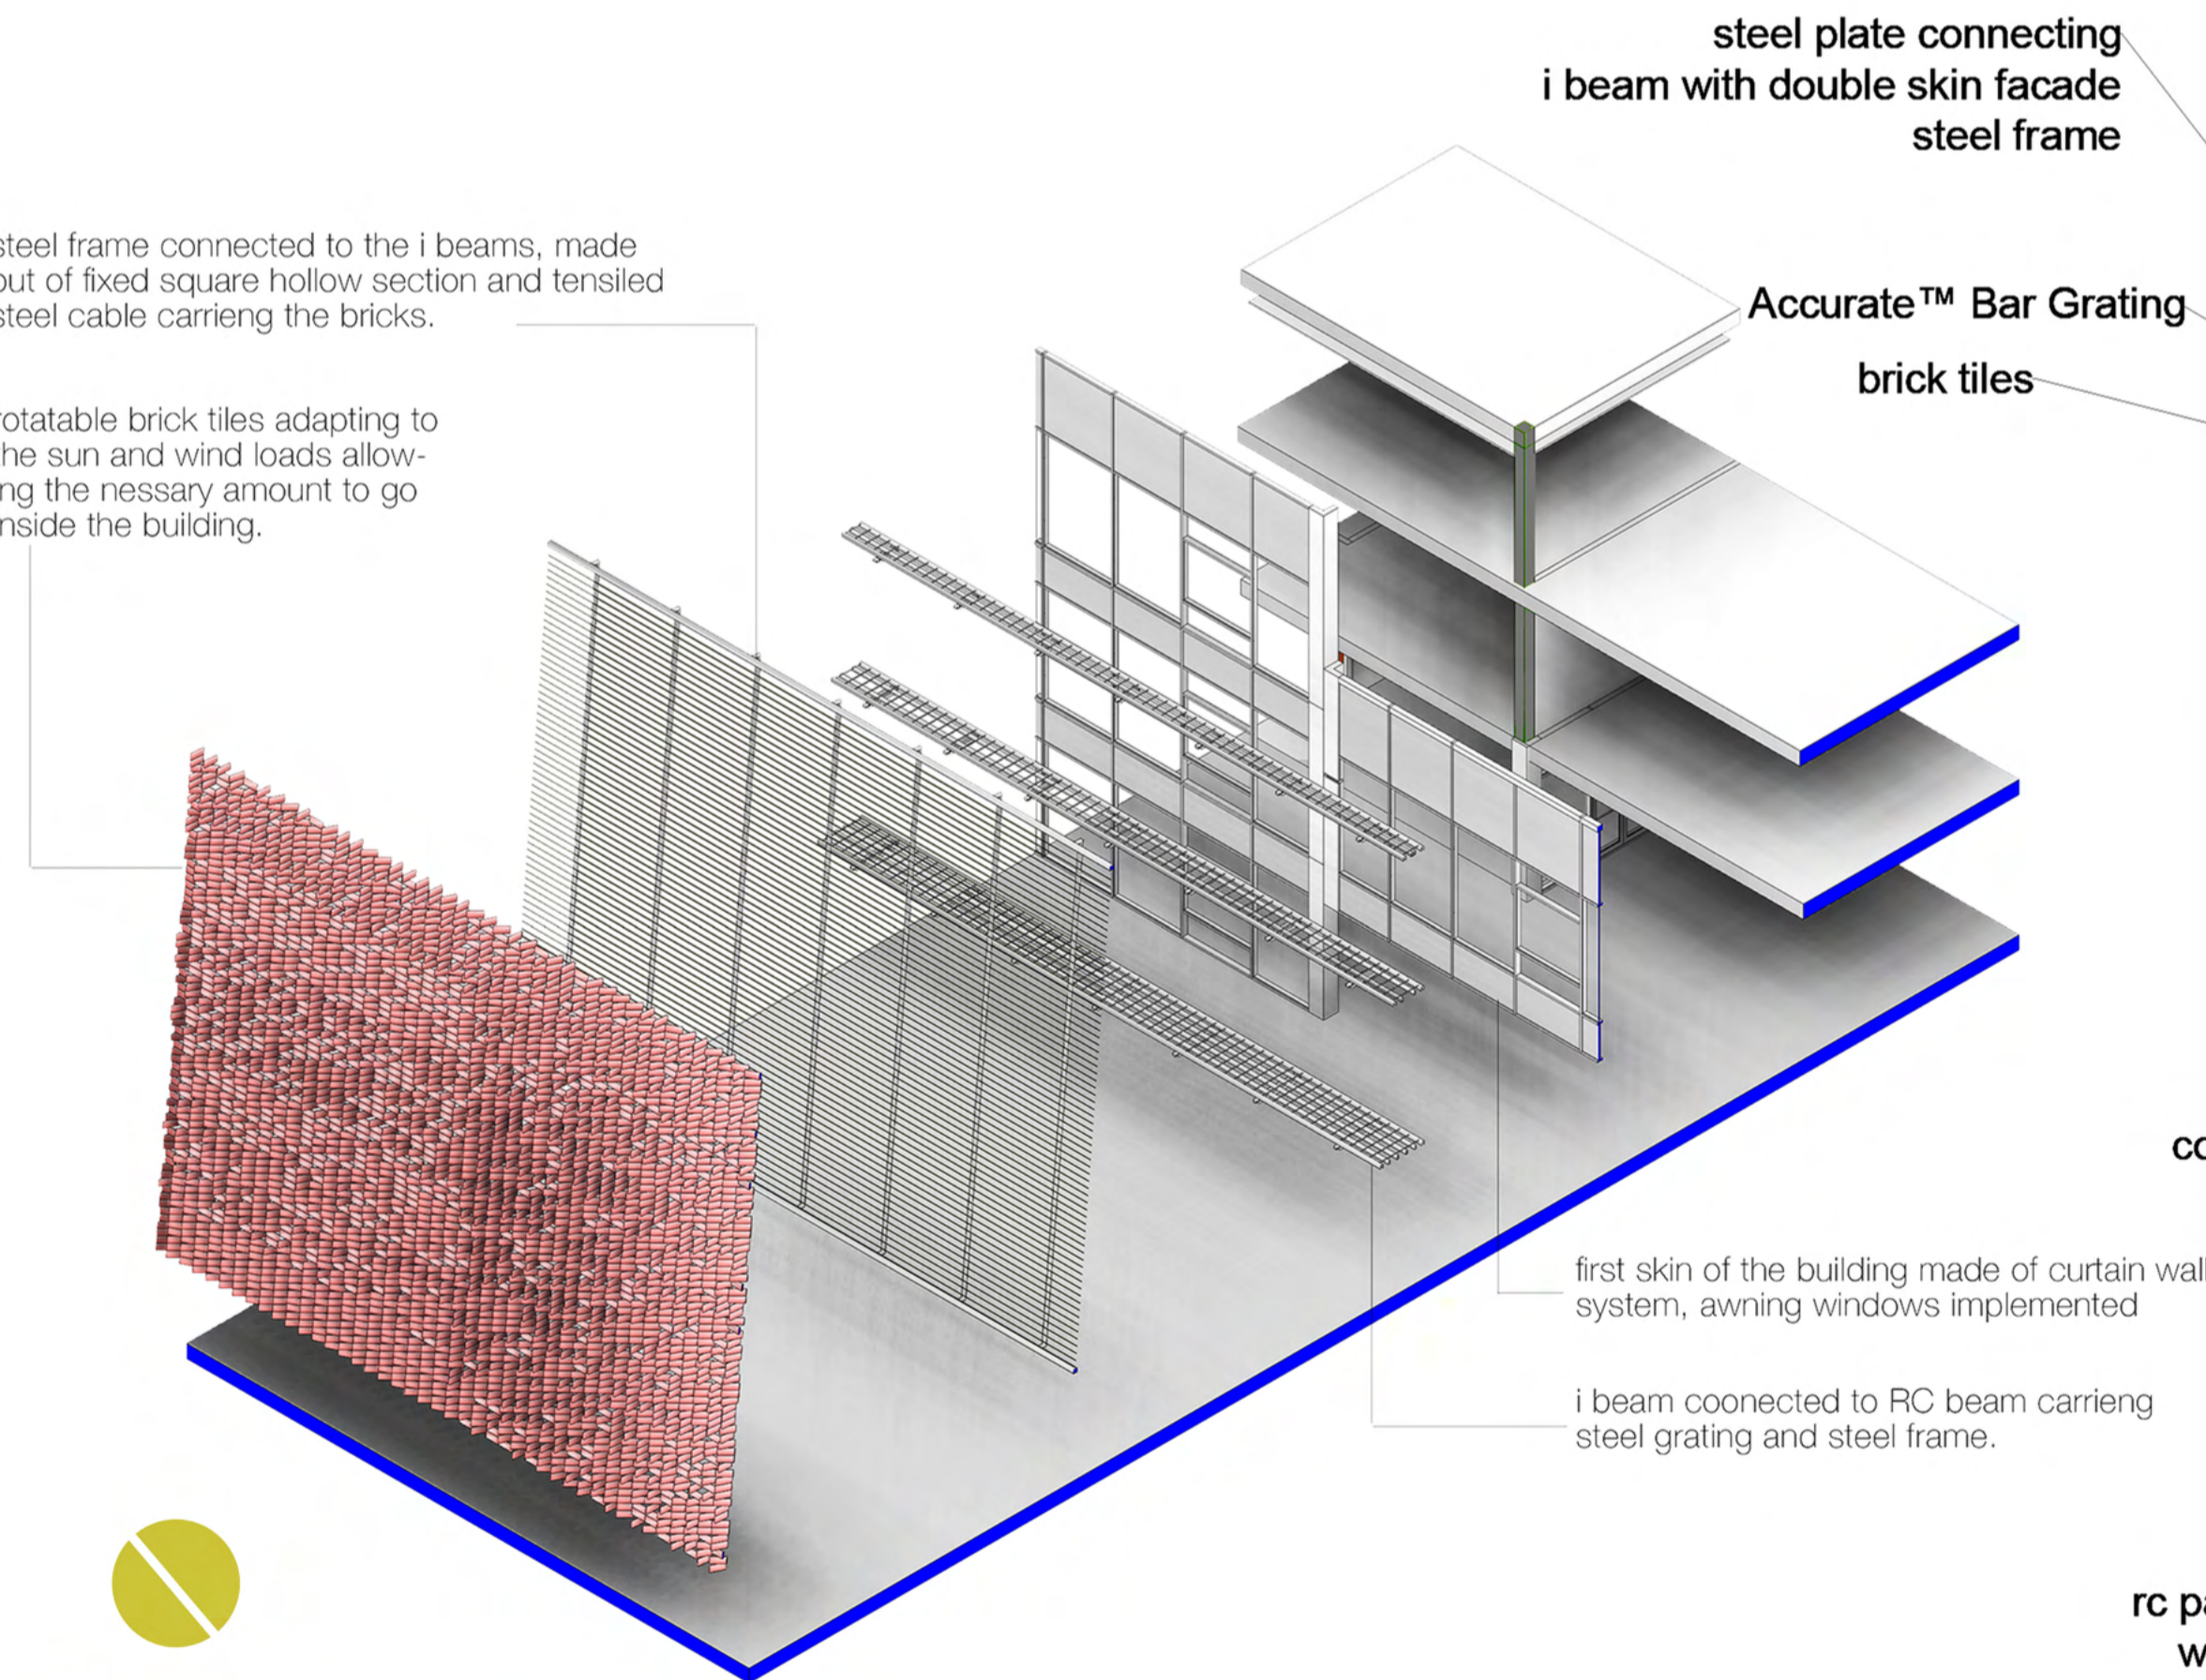 steel plate connecting
i beam with double skin facade
steel frame
steel frame connected to the i beams, made
out of fixed square hollow section and tensiled
steel cable carrieng the bricks.
Accurate™ Bar Grating
brick tiles
rotatable brick tiles adapting to
the sun and wind loads allow-
ing the nessary amount to go
inside the building.
co
first skin of the building made of curtain wall
system, awning windows implemented
i beam coonected to RC beam carrieng
steel grating and steel frame.
rc pa
w